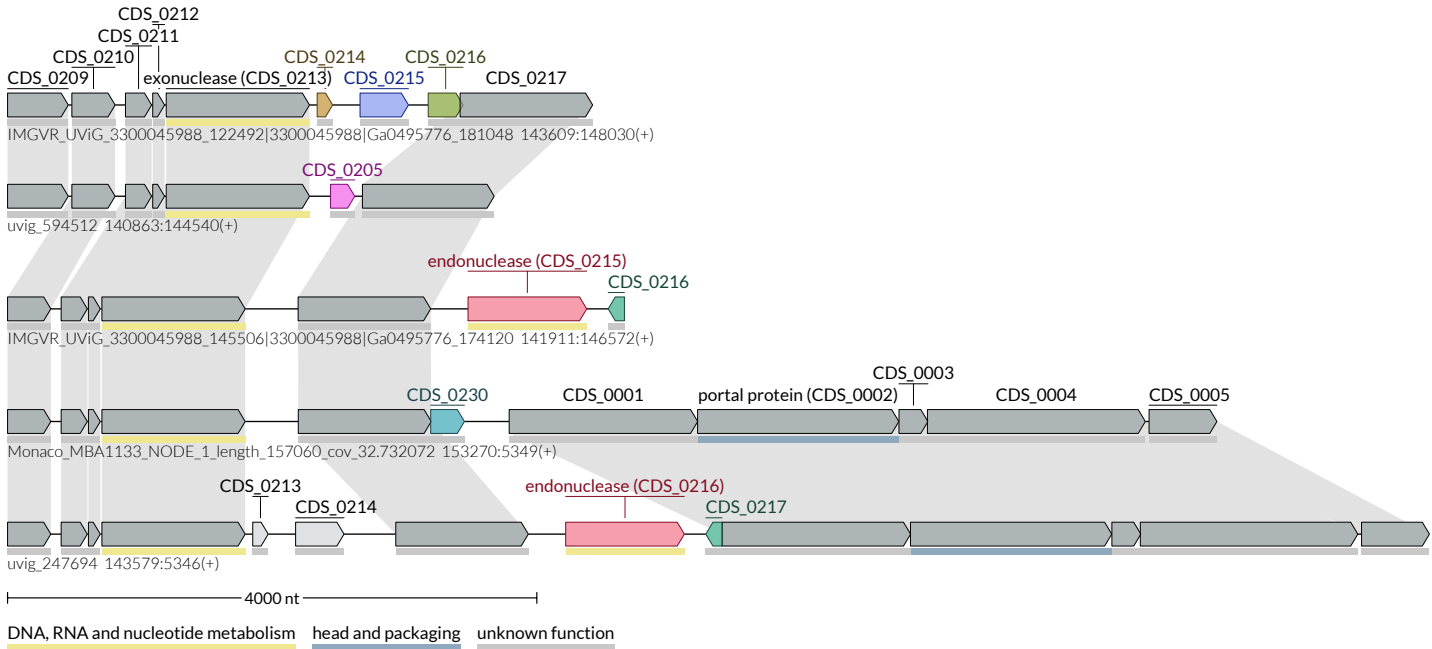 CDS_0212
CDS_0211
CDS_0210 CDS_0214 CDS_0216
CDS_0209 exonuclease (CDS_0213) CDS_0215 CDS_0217
IMGVR_UViG_3300045988_122492|3300045988|Ga0495776_181048 143609:148030(+)
CDS_0205
uvig_594512 140863:144540(+)
endonuclease (CDS_0215)
CDS_0216
IMGVR_UViG_3300045988_145506|3300045988|Ga0495776_174120 141911:146572(+)
CDS_0003
CDS_0230 CDS_0001 portal protein (CDS_0002) CDS_0004 CDS_0005
Monaco_MBA1133_NODE_1_length_157060_cov_32.732072 153270:5349(+)
CDS_0213 endonuclease (CDS_0216)
CDS_0214 CDS_0217
uvig_247694 143579:5346(+)
4000 nt
DNA, RNA and nucleotide metabolism head and packaging unknown function